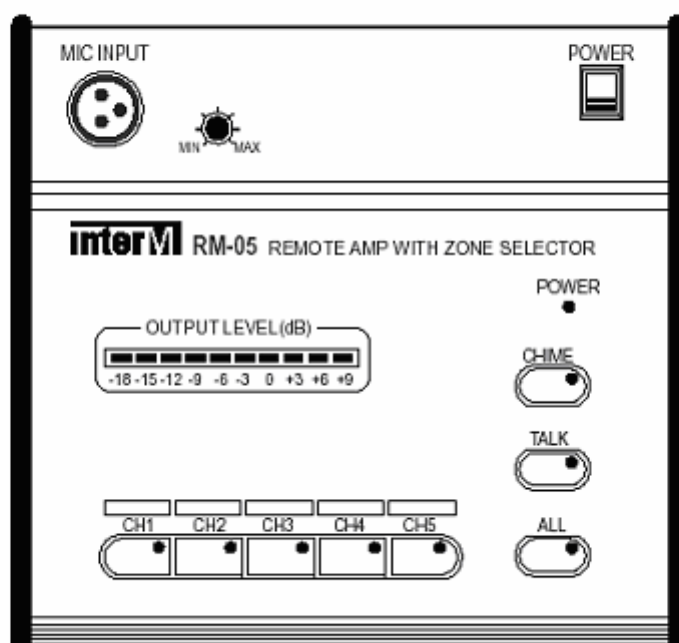 MIC INPUT
POWER
MIN
MAX
interM RM-05 REMOTE AMP WITH ZONE SELECTOR
POWER
OUTPUT LEVEL(dB)
-18 -15 -12 -9 -6 -3 0 +3 +6 +9
CHIME
TALK
CH1 CH2 CH3 CH4 CH5
ALL